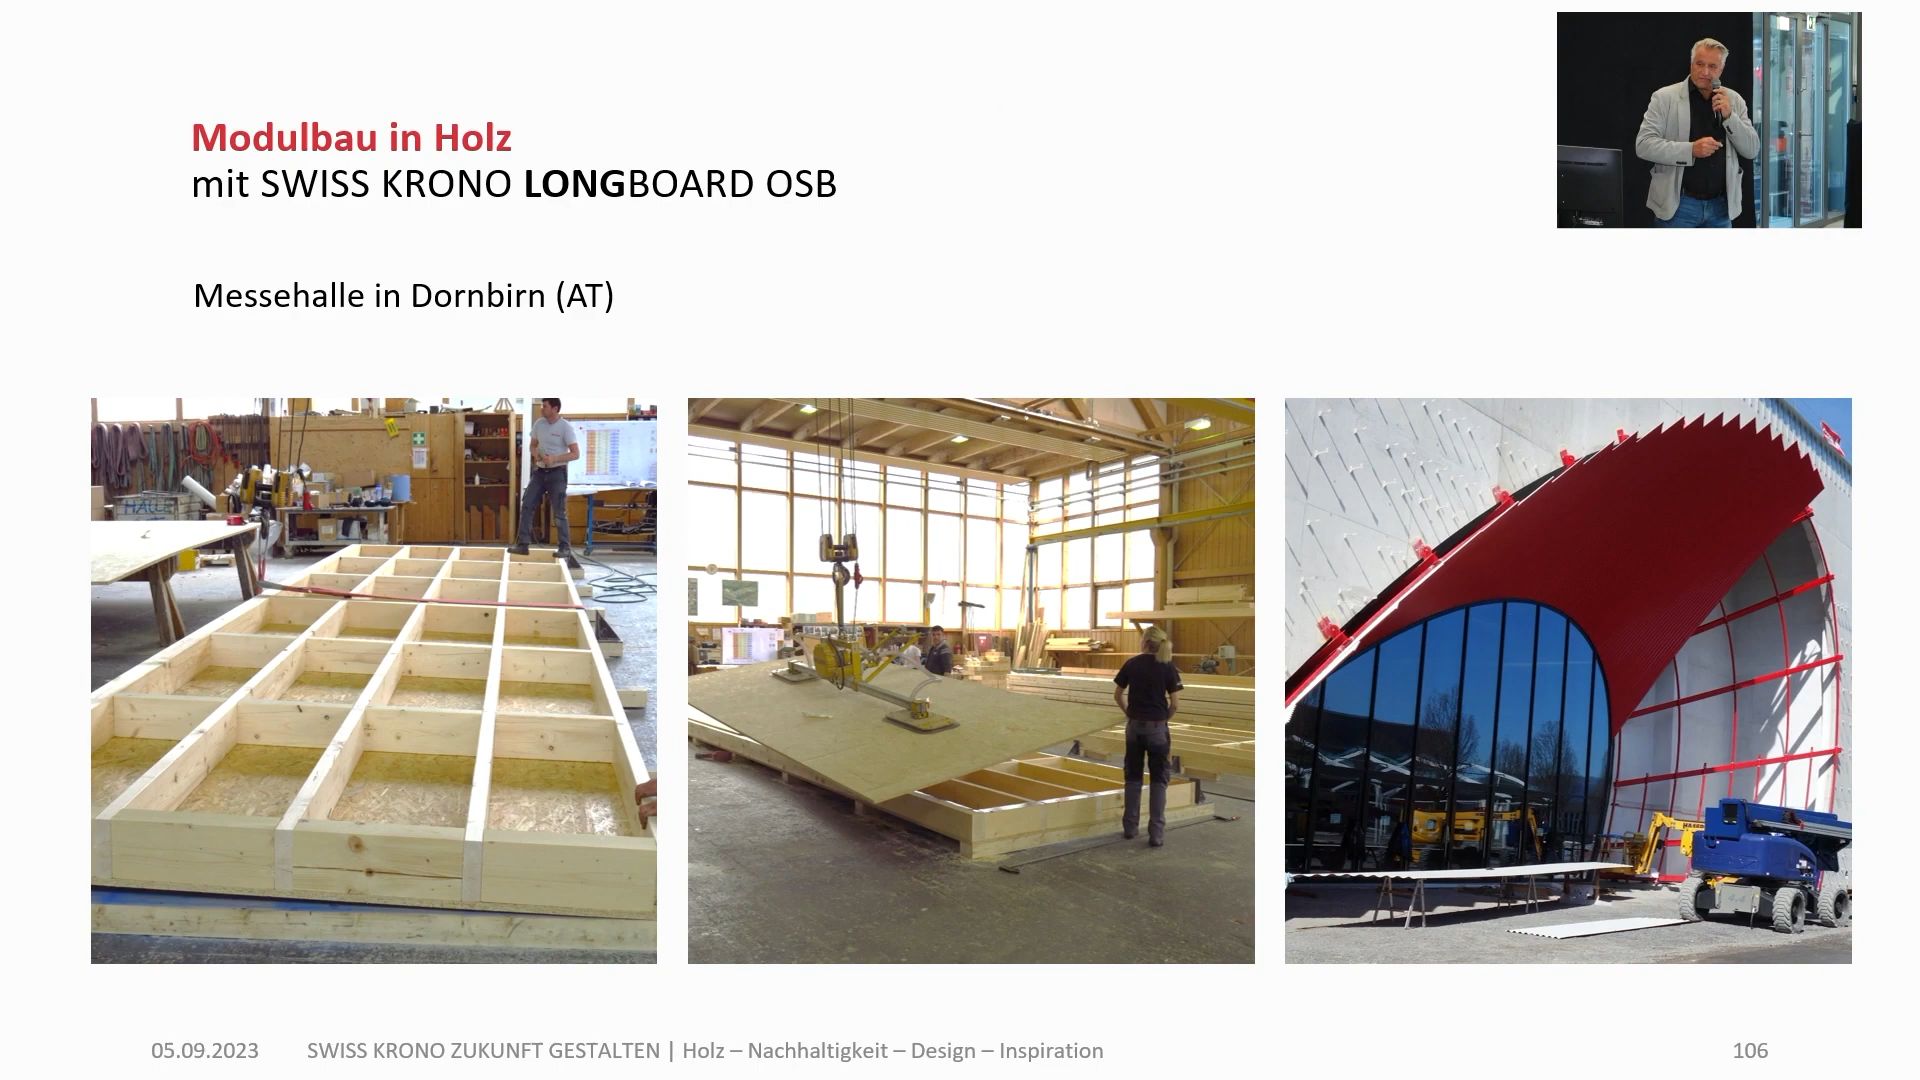 Modulbau in Holz
mit SWISS KRONO LONGBOARD OSB
Messehalle in Dornbirn (AT)
HALLE
05.09.2023 SWISS KRONO ZUKUNFT GESTALTEN | Holz – Nachhaltigkeit – Design – Inspiration 106